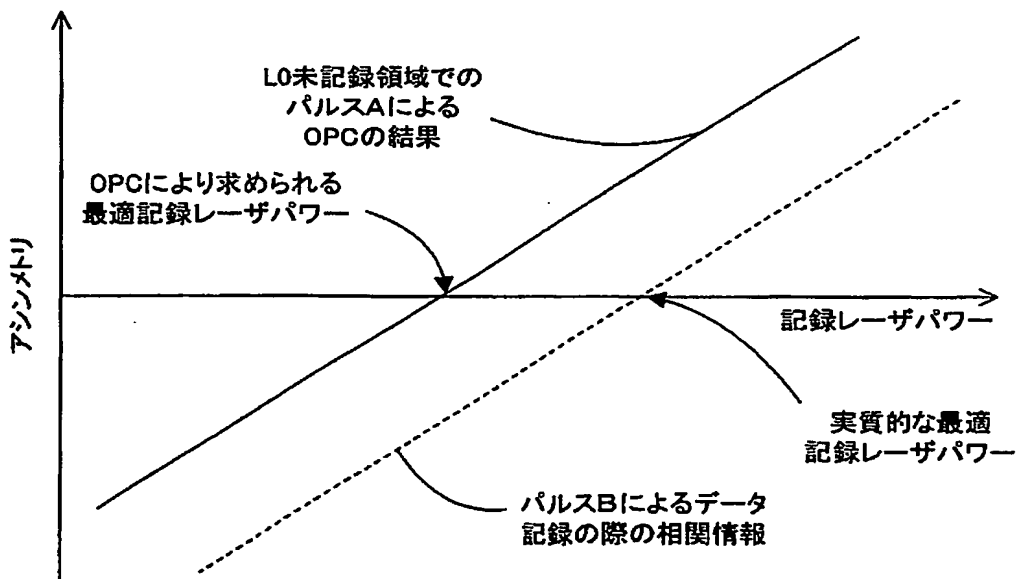 L0未記録領域での
パルスAによる
OPCの結果
OPCにより求められる
最適記録レーザパワー
アシンメトリ
記録レーザパワー
実質的な最適
記録レーザパワー
パルスBによるデータ
記録の際の相関情報